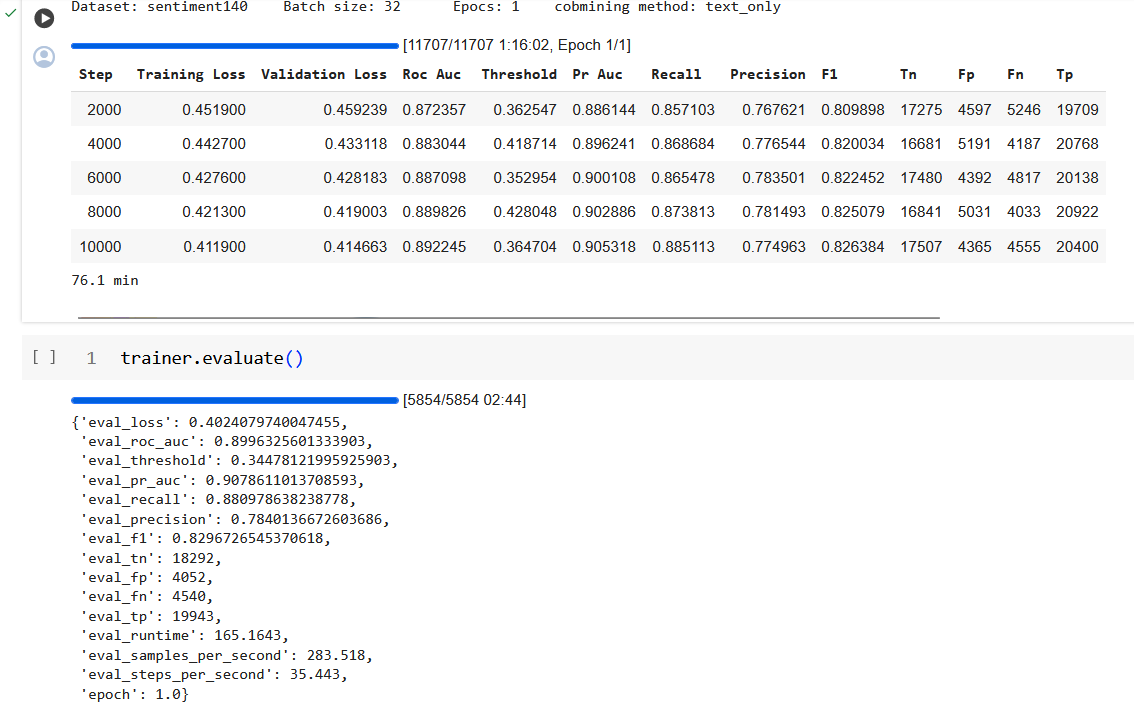 Dataset: sentiment140 Batch size: 32 Epocs: 1 cobmining method: text_only
[11707/11707 1:16:02, Epoch 1/1]
Step Training Loss Validation Loss Roc Auc Threshold Pr Auc Recall Precision F1 Tn Fp Fn Tp
2000 0.451900 0.459239 0.872357 0.362547 0.886144 0.857103 0.767621 0.809898 17275 4597 5246 19709
4000 0.442700 0.433118 0.883044 0.418714 0.896241 0.868684 0.776544 0.820034 16681 5191 4187 20768
6000 0.427600 0.428183 0.887098 0.352954 0.900108 0.865478 0.783501 0.822452 17480 4392 4817 20138
8000 0.421300 0.419003 0.889826 0.428048 0.902886 0.873813 0.781493 0.825079 16841 5031 4033 20922
10000 0.411900 0.414663 0.892245 0.364704 0.905318 0.885113 0.774963 0.826384 17507 4365 4555 20400
76.1 min
[ ] 1 trainer.evaluate()
[5854/5854 02:44]
{'eval_loss': 0.4024079740047455,
'eval_roc_auc': 0.8996325601333903,
'eval_threshold': 0.34478121995925903,
'eval_pr_auc': 0.9078611013708593,
'eval_recall': 0.880978638238778,
'eval_precision': 0.7840136672603686,
'eval_f1': 0.8296726545370618,
'eval_tn': 18292,
'eval_fp': 4052,
'eval_fn': 4540,
'eval_tp': 19943,
'eval_runtime': 165.1643,
'eval_samples_per_second': 283.518,
'eval_steps_per_second': 35.443,
'epoch': 1.0}